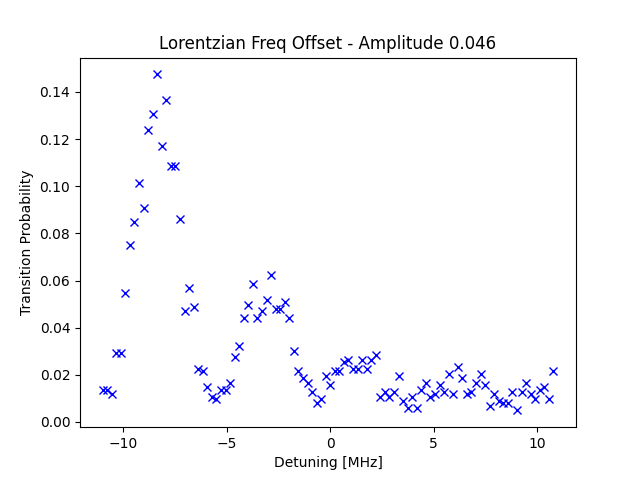 Lorentzian Freq Offset - Amplitude 0.046
0.14
0.12
0.10
0.08
0.06
0.04
0.02
0.00
Transition Probability
−10 −5 0 5 10
Detuning [MHz]